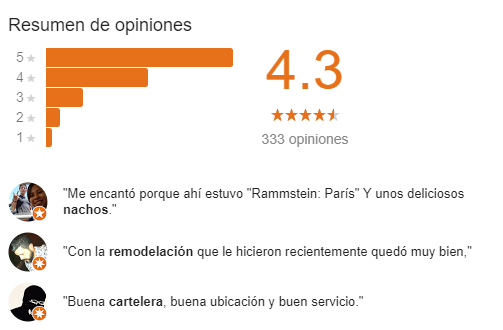 Resumen de opiniones
5
4
3
2
1
4.3
333 opiniones
"Me encantó porque ahí estuvo "Rammstein: París" Y unos deliciosos
nachos."
"Con la remodelación que le hicieron recientemente quedó muy bien,"
"Buena cartelera, buena ubicación y buen servicio."